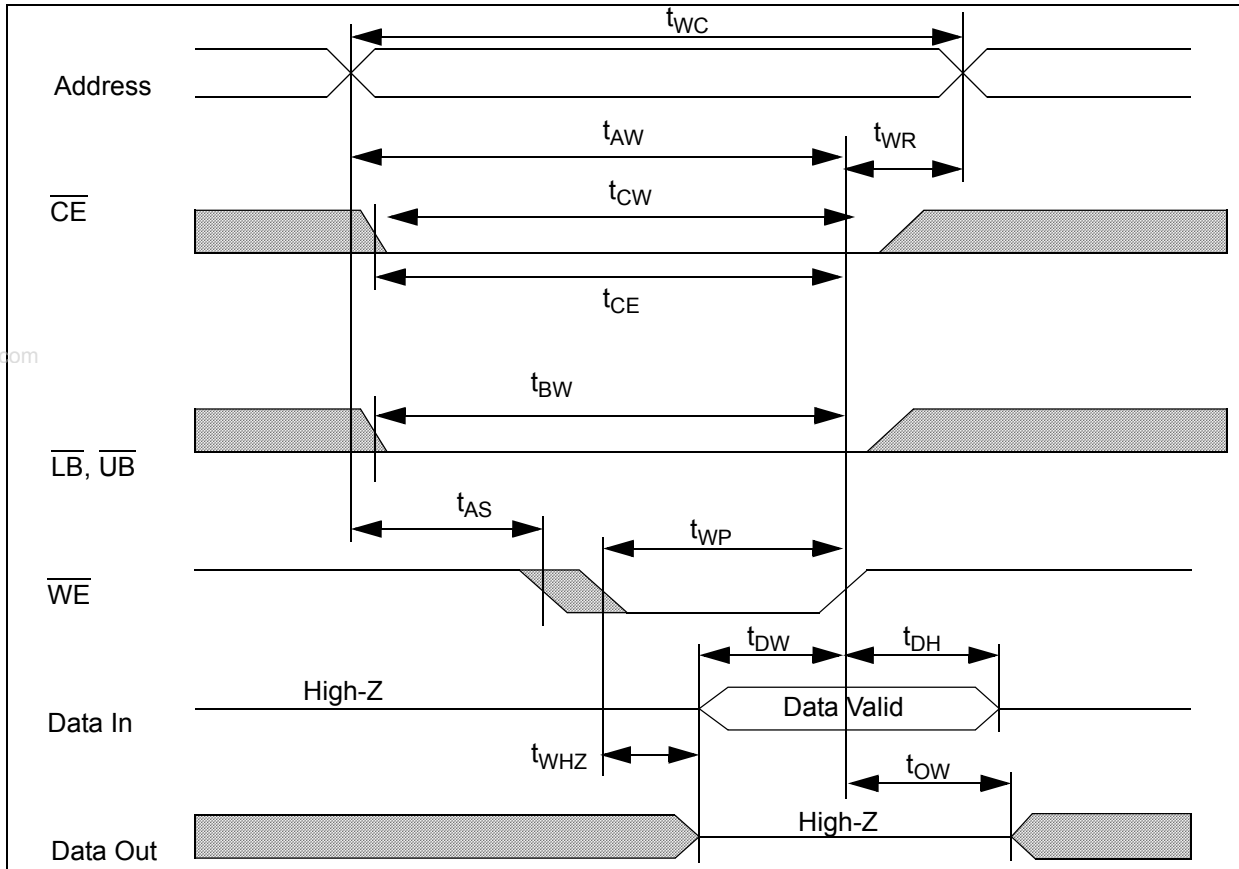 tWC
Address
tAW
tWR
CE
tCW
tCE
com
tBW
LB, UB
tAS
tWP
WE
tDW
tDH
High-Z
Data Valid
Data In
tWHZ
tOW
High-Z
Data Out